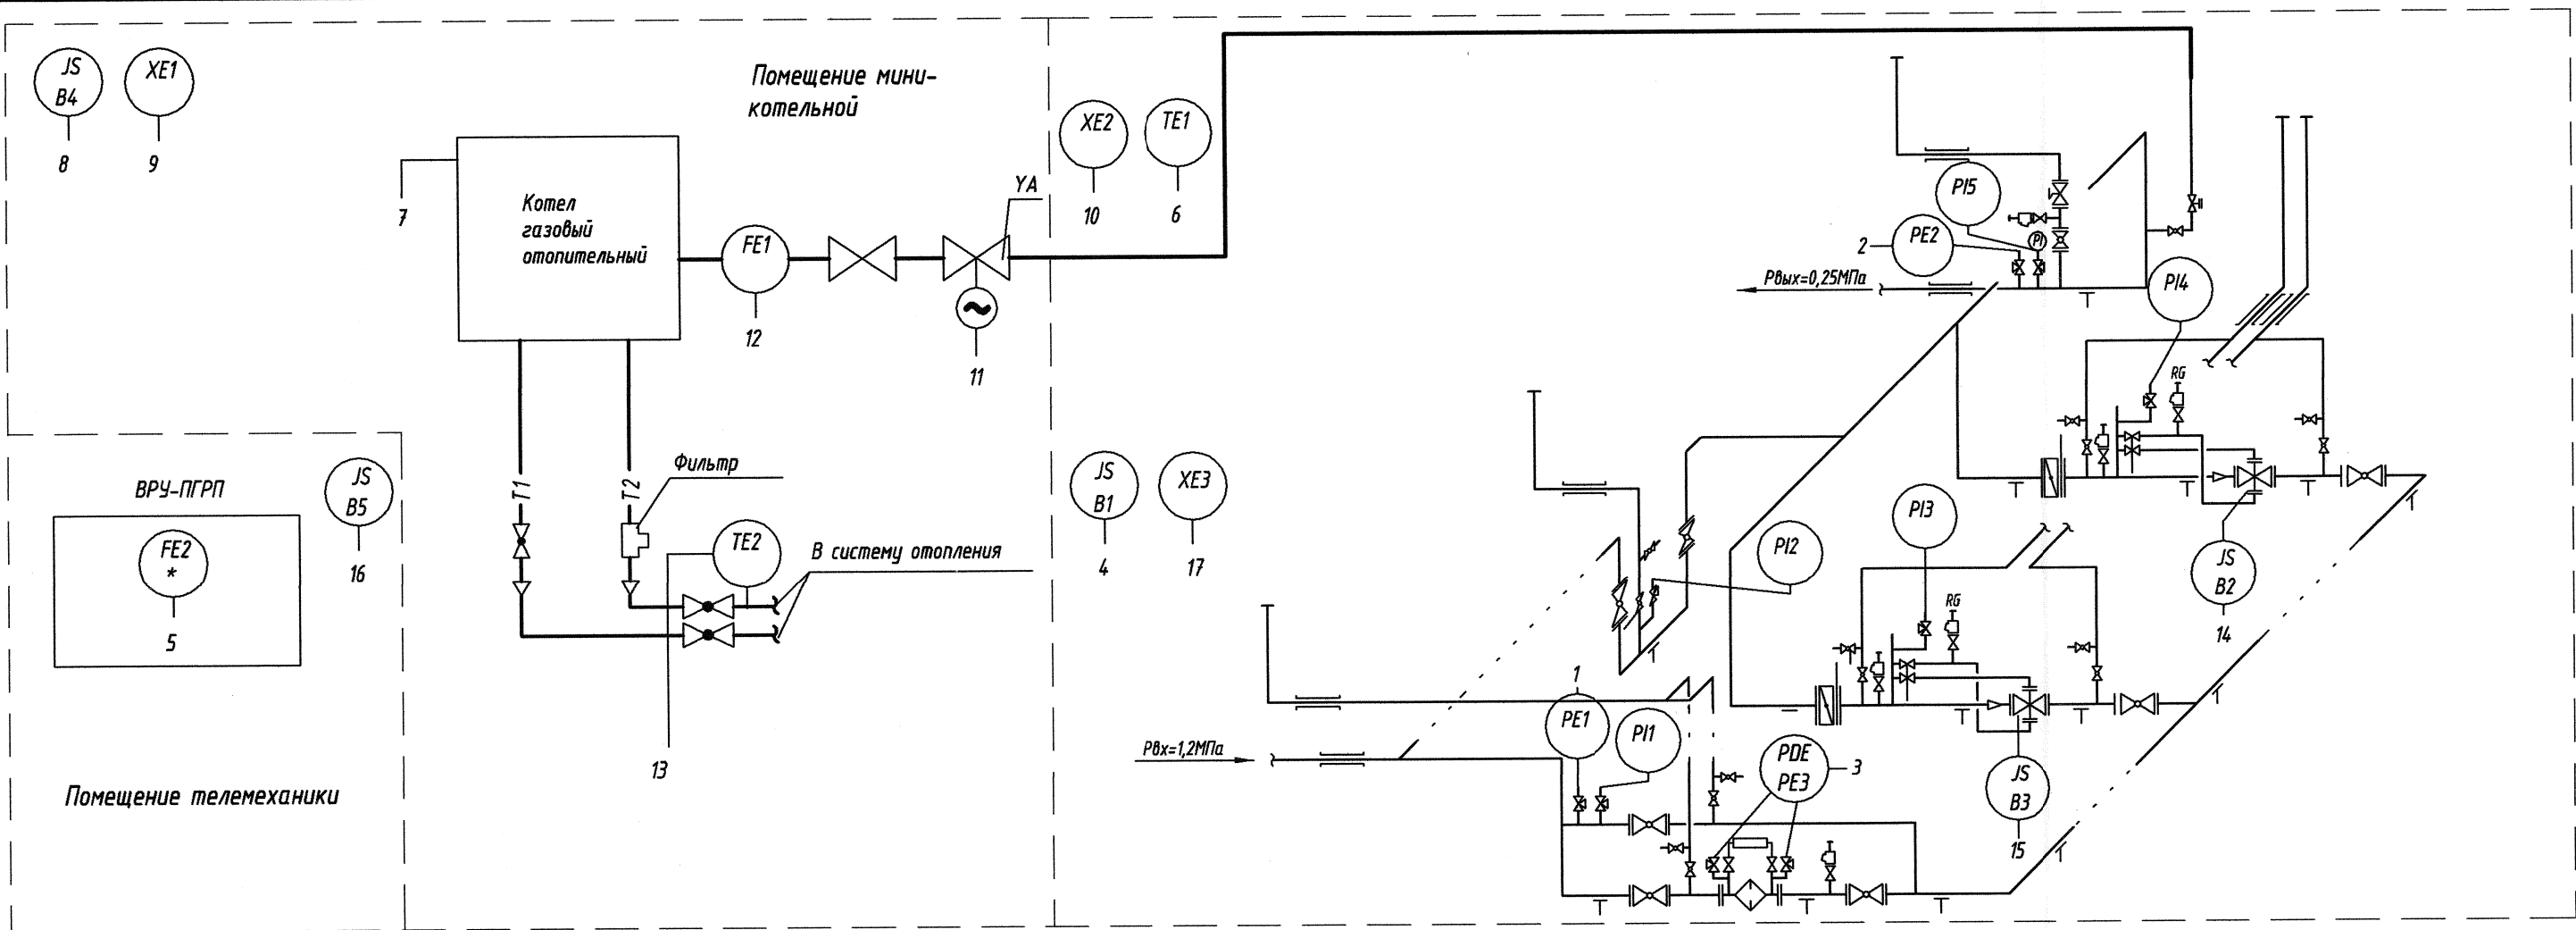 JS
B4
8
XE1
9
Помещение мини-
котельной
7
Котел
газовый
отопительный
FE1
12
YA
11
T1
T2
Фильтр
TE2
13
В систему отопления
ВРУ-ПГРП
FE2
*
5
JS
B5
16
Помещение телемеханики
XE2
10
TE1
6
JS
B1
4
XE3
17
PI5
PE2
2
PI
Pвых=0,25МПа
PI4
RG
JS
B2
14
PI3
RG
PI2
JS
B3
15
1
PE1
PI1
PDE
PE3
3
Pвх=1,2МПа